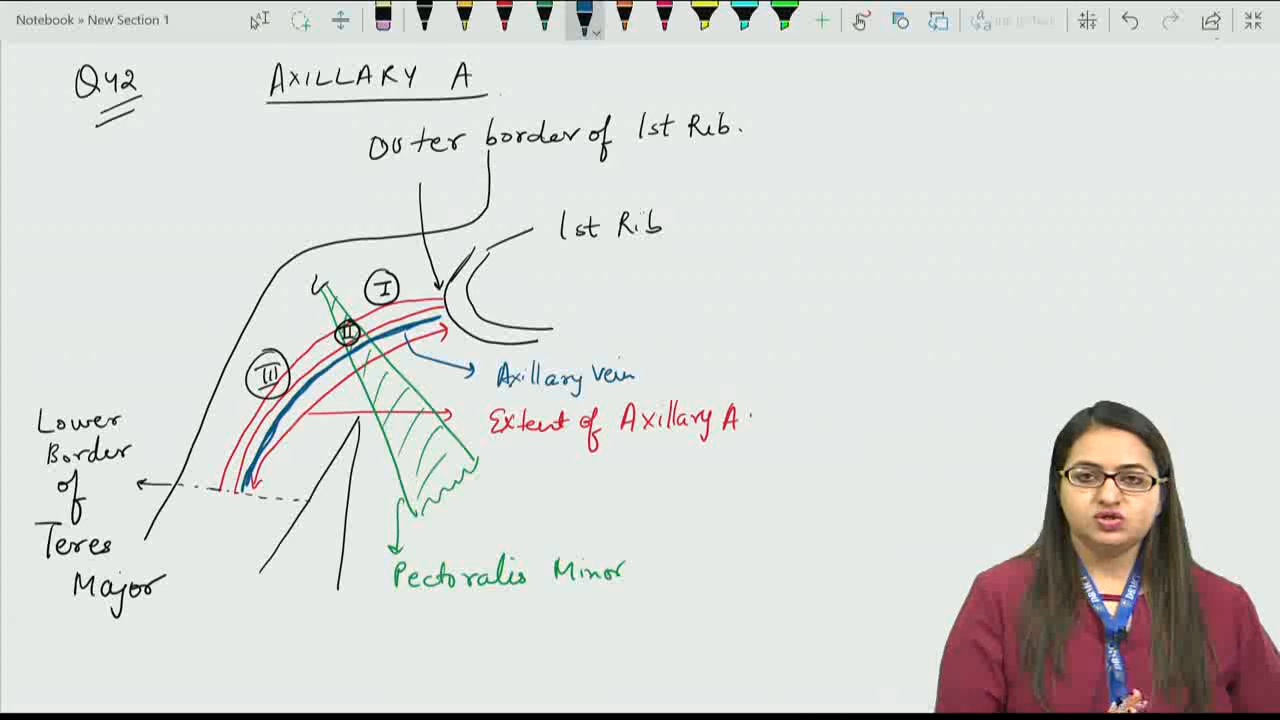 Notebook » New Section 1
Q42
AXILLARY A
Outer border of 1st Rib.
1st Rib
I
II
III
Axillary vein
Extent of Axillary A.
Lower
Border
of
Teres
Major
Pectoralis Minor